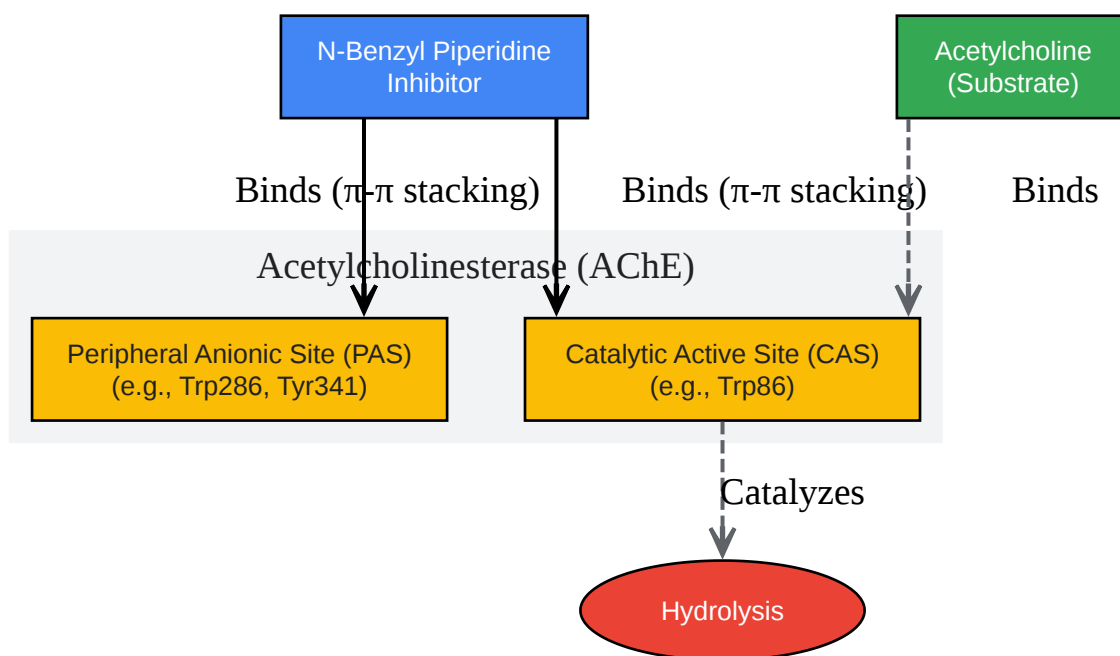 N-Benzyl Piperidine
Inhibitor
Acetylcholine
(Substrate)
Binds (π-π stacking)
Binds (π-π stacking)
Binds
Acetylcholinesterase (AChE)
Peripheral Anionic Site (PAS)
(e.g., Trp286, Tyr341)
Catalytic Active Site (CAS)
(e.g., Trp86)
Catalyzes
Hydrolysis